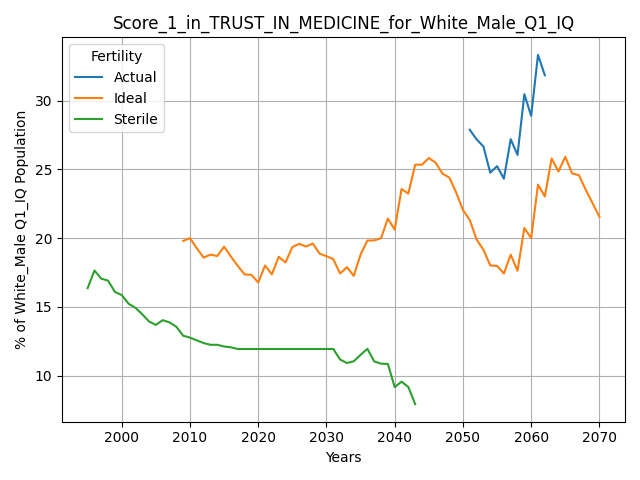 Score_1_in_TRUST_IN_MEDICINE_for_White_Male_Q1_IQ
Fertility
Actual
Ideal
Sterile
% of White_Male Q1_IQ Population
30
25
20
15
10
2000 2010 2020 2030 2040 2050 2060 2070
Years